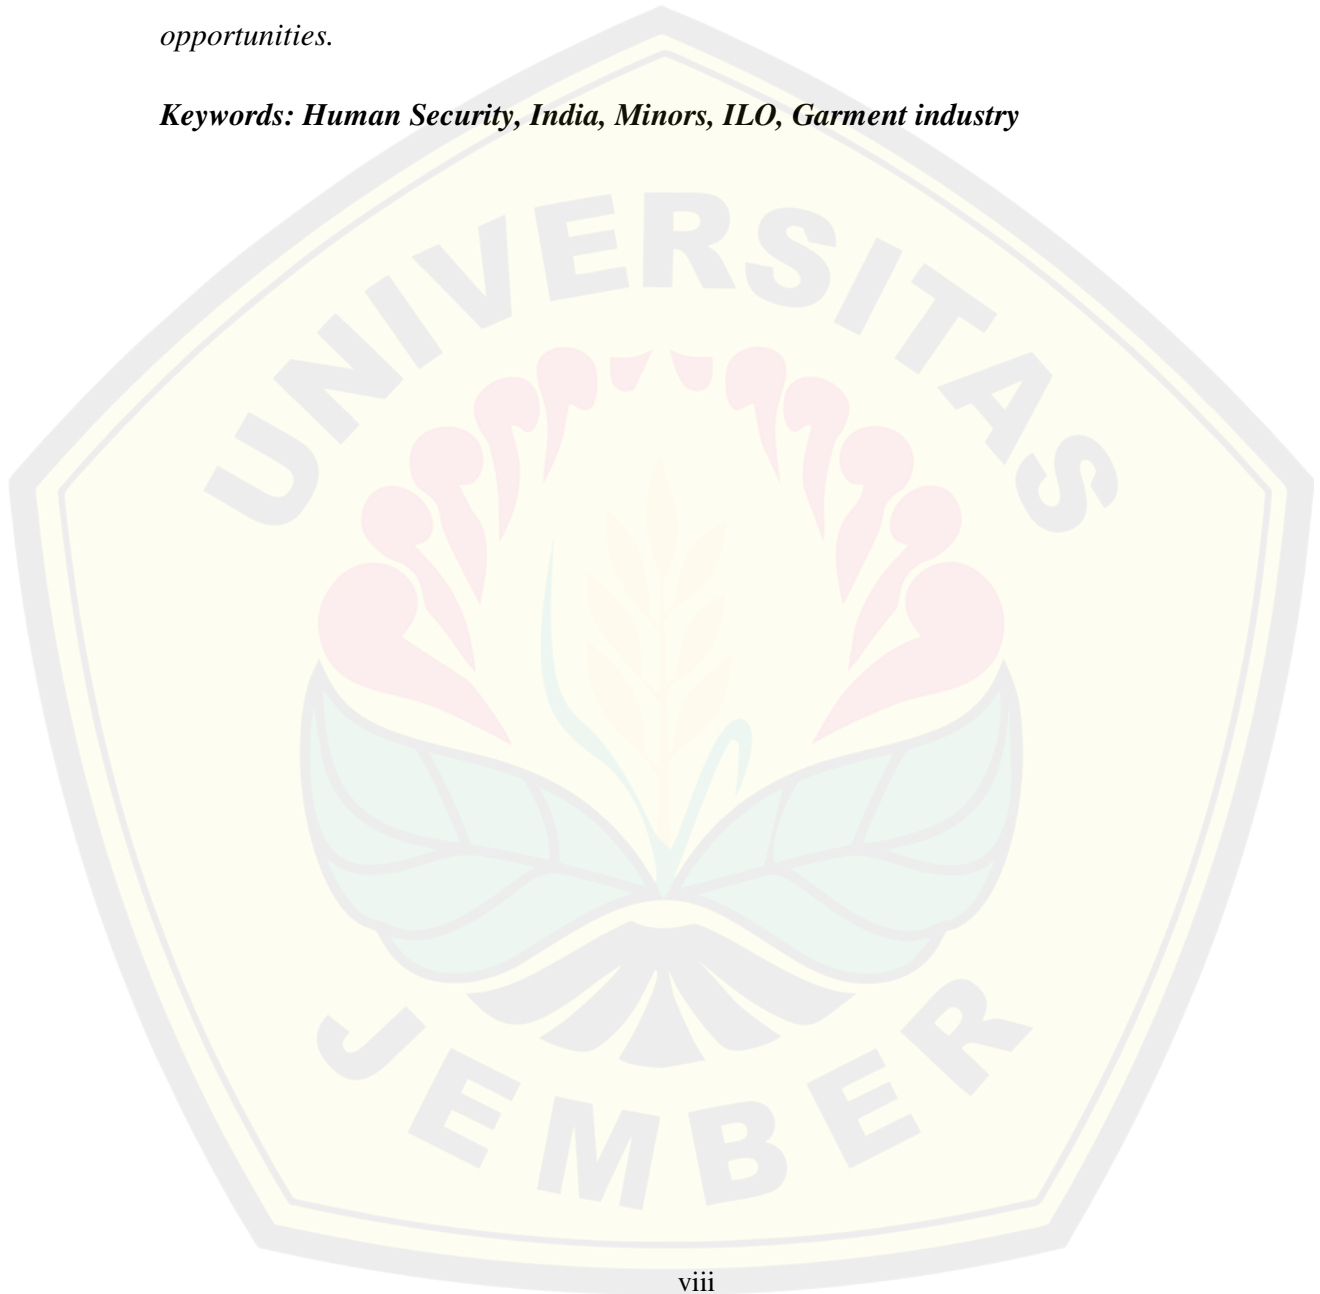 opportunities.
Keywords: Human Security, India, Minors, ILO, Garment industry
UNIVERSITAS
JEMBER
viii